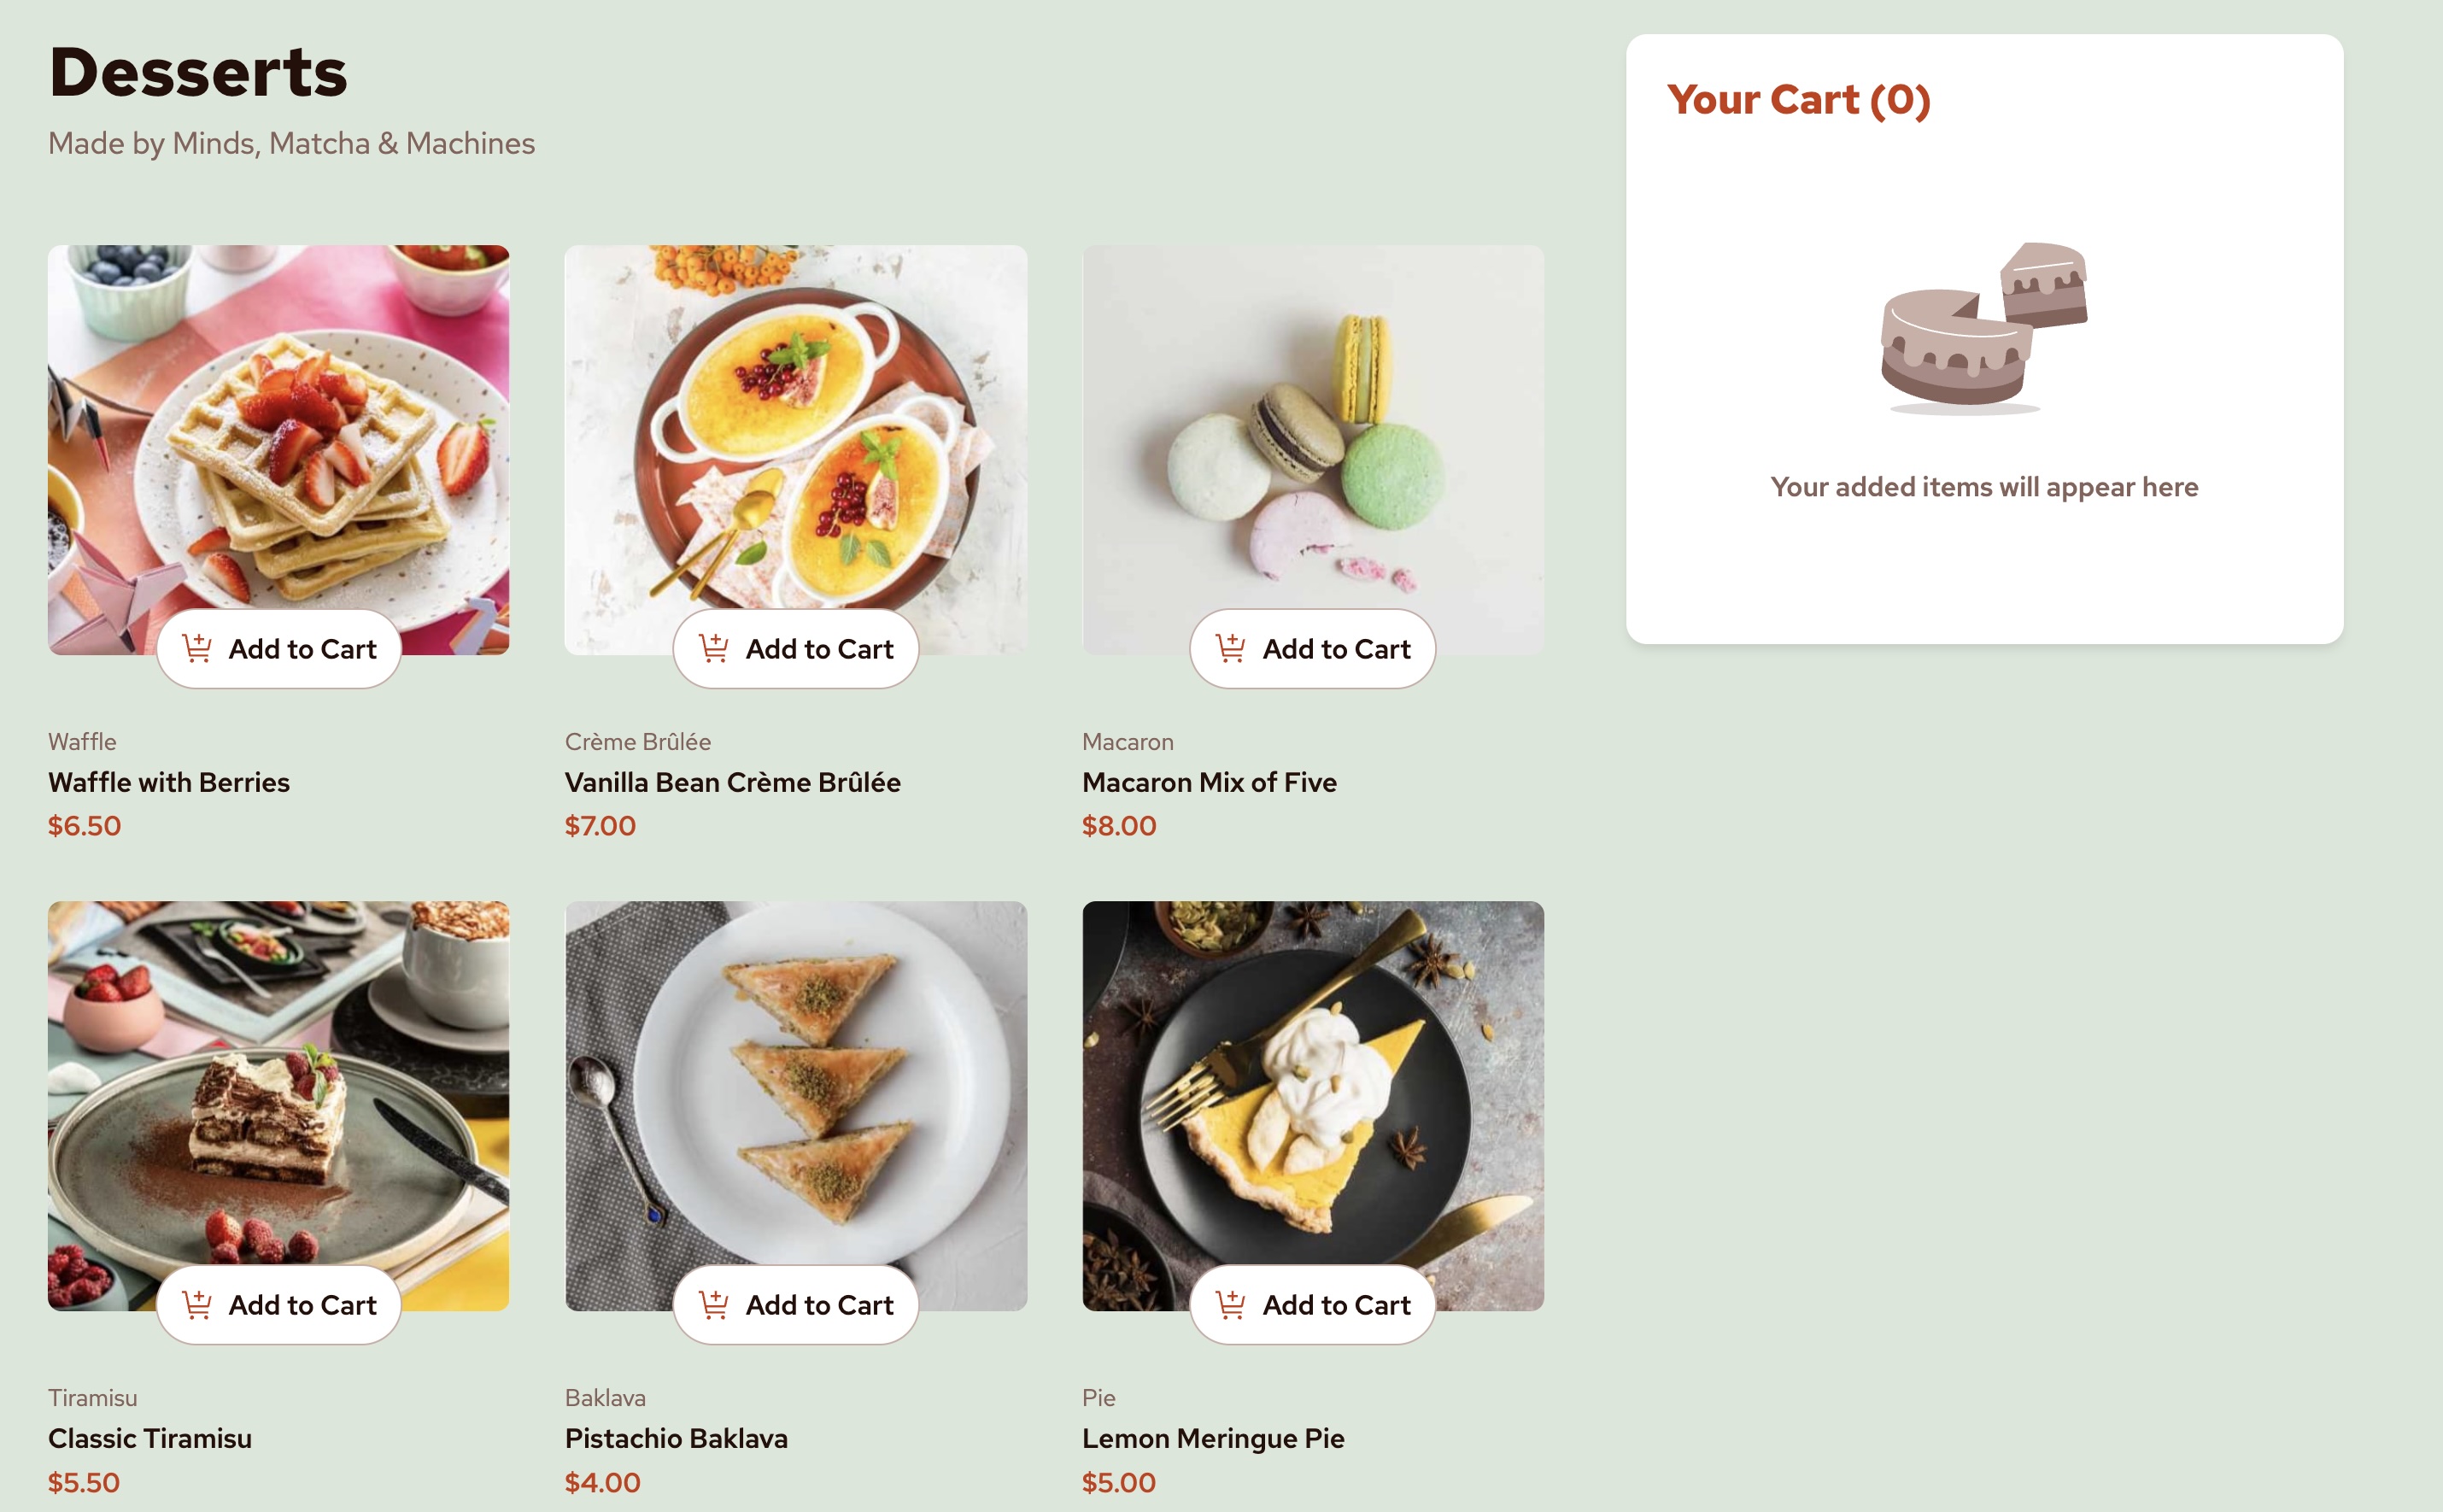 Desserts
Made by Minds, Matcha & Machines
Your Cart (0)
Your added items will appear here
Add to Cart
Waffle
Waffle with Berries
$6.50
Add to Cart
Crème Brûlée
Vanilla Bean Crème Brûlée
$7.00
Add to Cart
Macaron
Macaron Mix of Five
$8.00
Add to Cart
Tiramisu
Classic Tiramisu
$5.50
Add to Cart
Baklava
Pistachio Baklava
$4.00
Add to Cart
Pie
Lemon Meringue Pie
$5.00